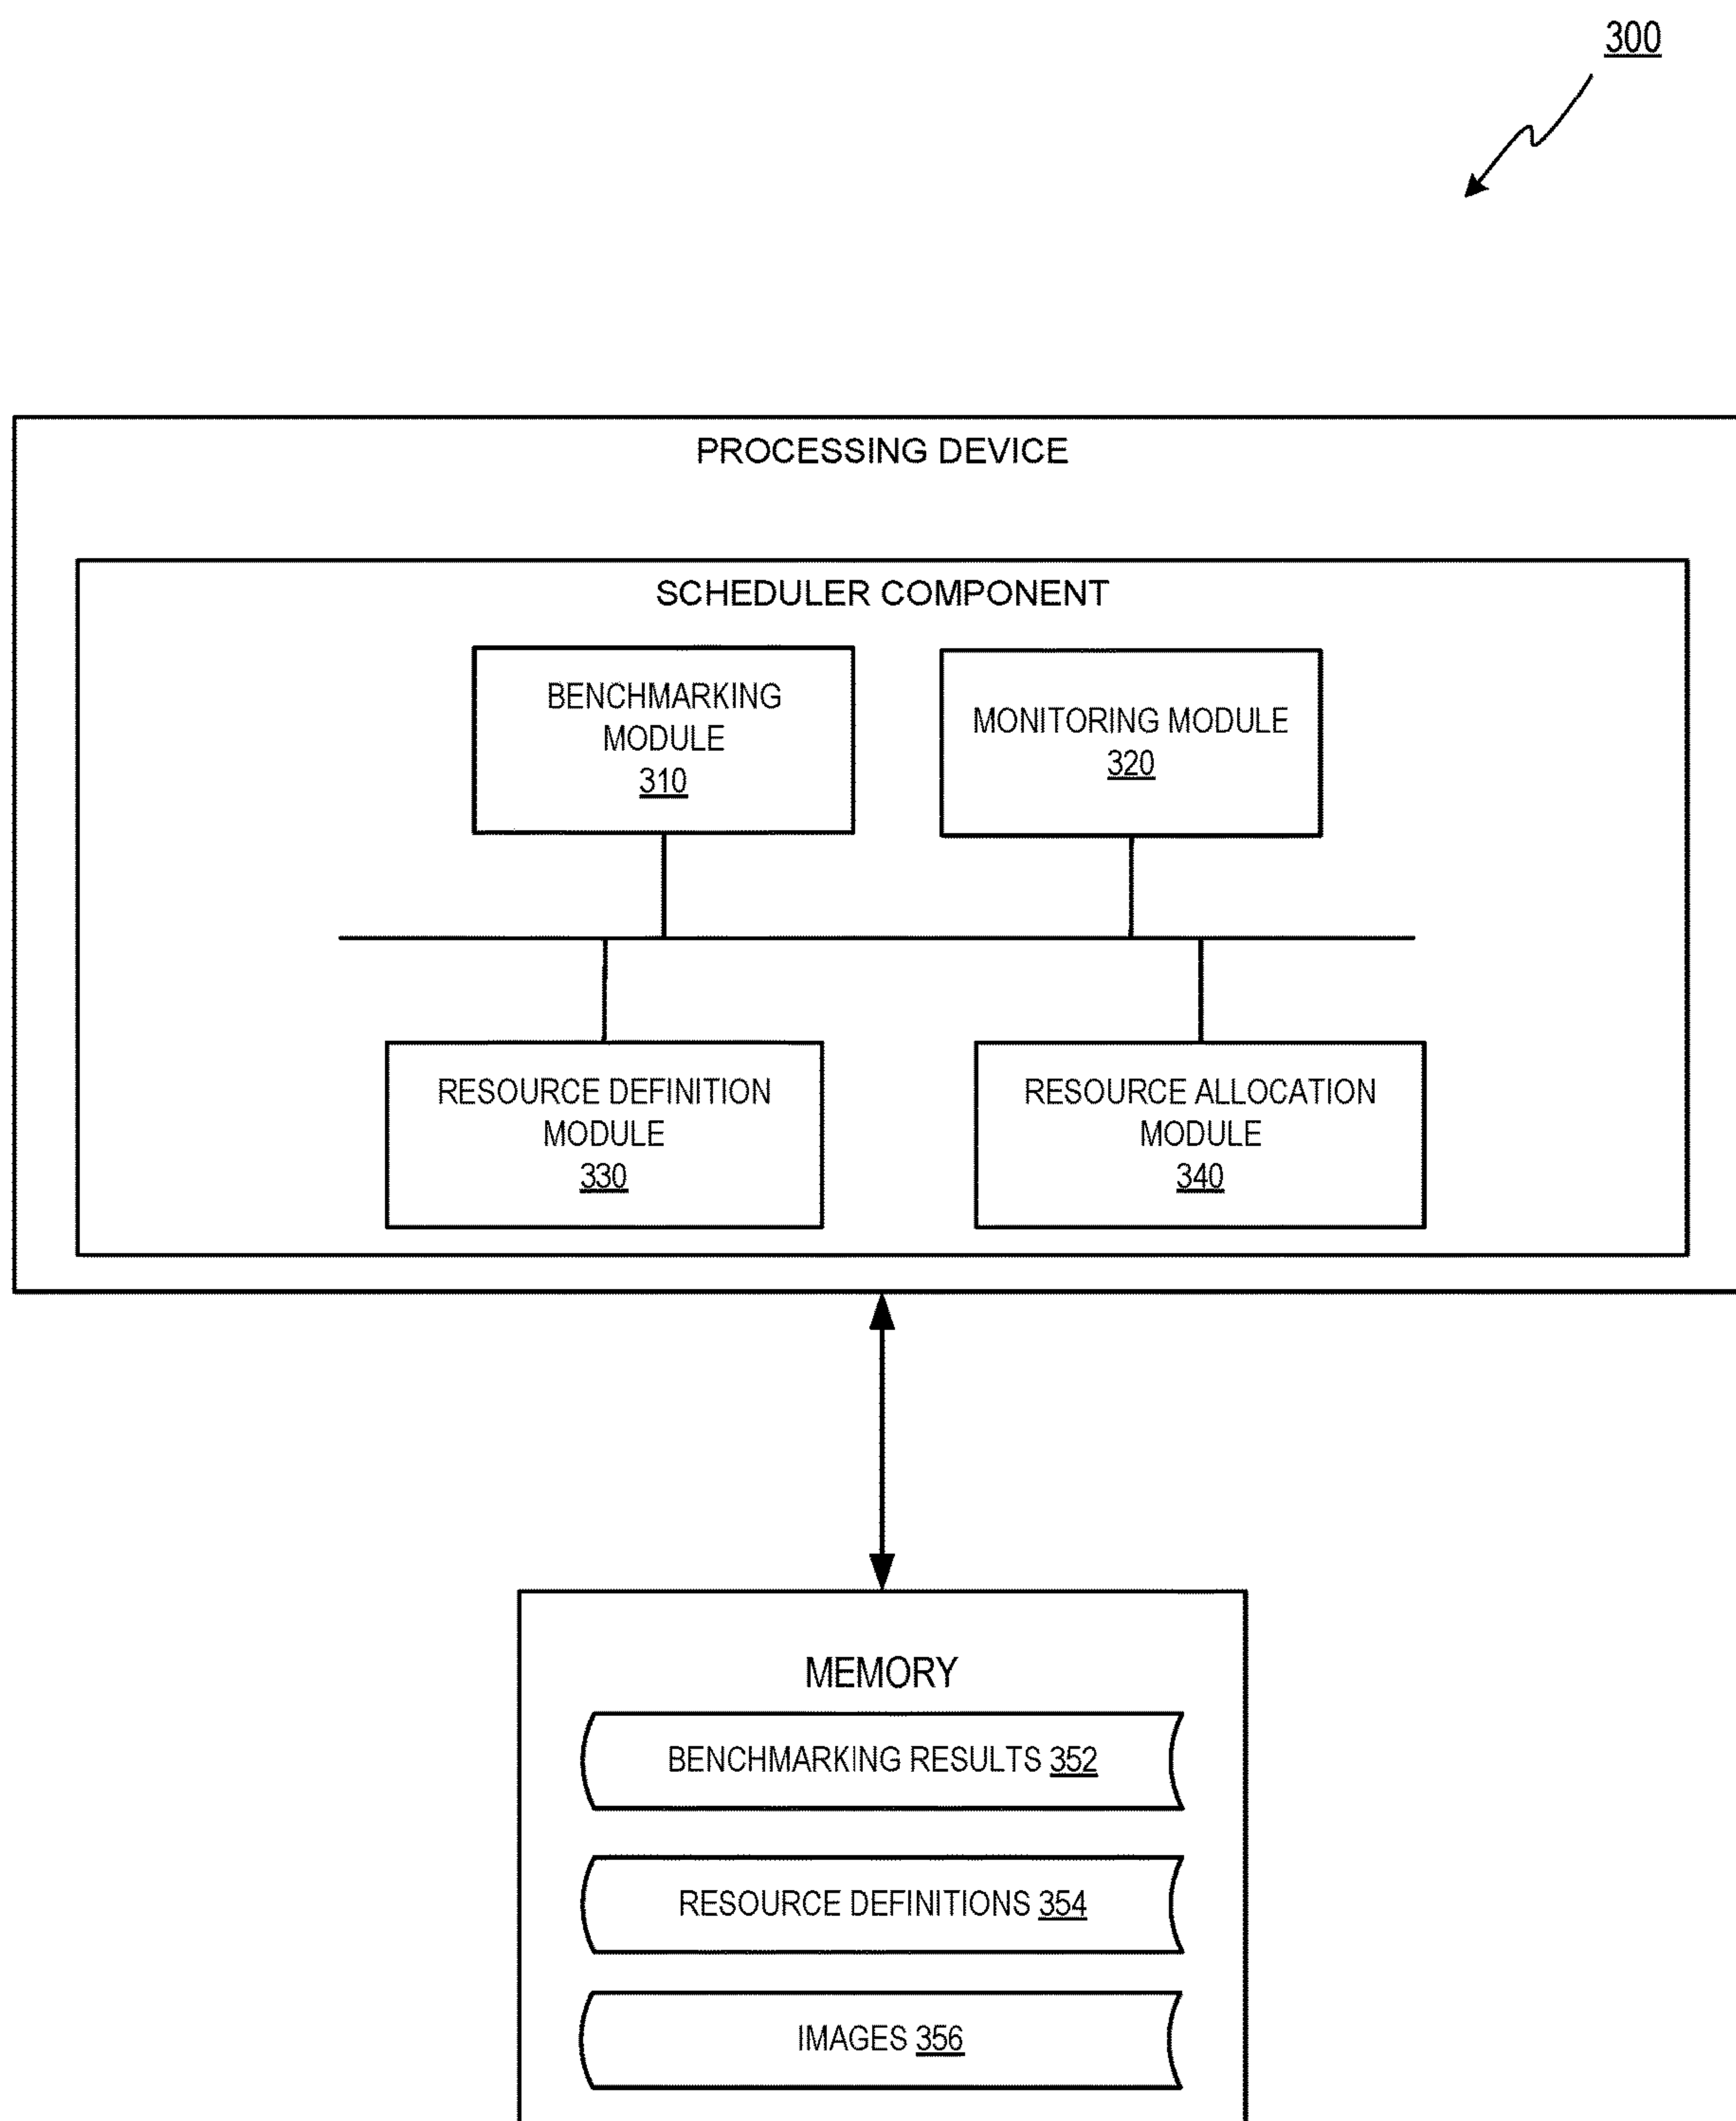 300
PROCESSING DEVICE
SCHEDULER COMPONENT
BENCHMARKING
MODULE
310
MONITORING MODULE
320
RESOURCE DEFINITION
MODULE
330
RESOURCE ALLOCATION
MODULE
340
MEMORY
BENCHMARKING RESULTS 352
RESOURCE DEFINITIONS 354
IMAGES 356